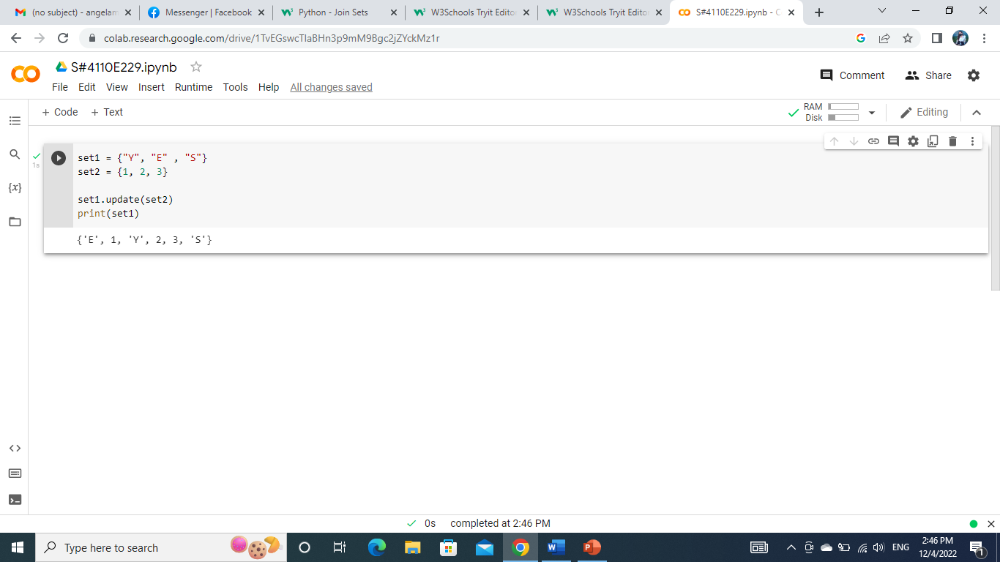 (no subject) - angelam
Messenger | Facebook
Python - Join Sets
W3Schools Tryit Editor
W3Schools Tryit Editor
S#4110E229.ipynb - C
colab.research.google.com/drive/
S#4110E229.ipynb
File Edit View Insert Runtime Tools Help All changes saved
Comment
Share
+ Code + Text
RAM
Disk
Editing
{x}
1s
set1 = {"Y", "E" , "S"}
set2 = {1, 2, 3}
set1.update(set2)
print(set1)
{'E', 1, 'Y', 2, 3, 'S'}
0s completed at 2:46 PM
Type here to search
ENG
2:46 PM
12/4/2022
1